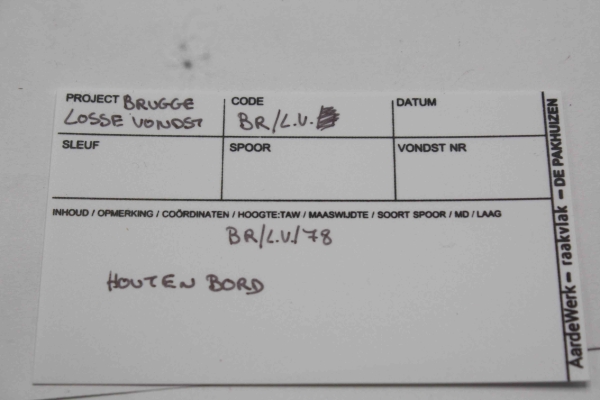 PROJECT BRUGGE
LOSSE VONDST
CODE
BR/L.V.
DATUM
SLEUF
SPOOR
VONDST NR
INHOUD / OPMERKING / COÖRDINATEN / HOOGTE:TAW / MAASWIJDTE / SOORT SPOOR / MD / LAAG
BR/L.V./78
HOUTEN BORD
AardeWerk – raakvlak – DE PAKHUIZEN